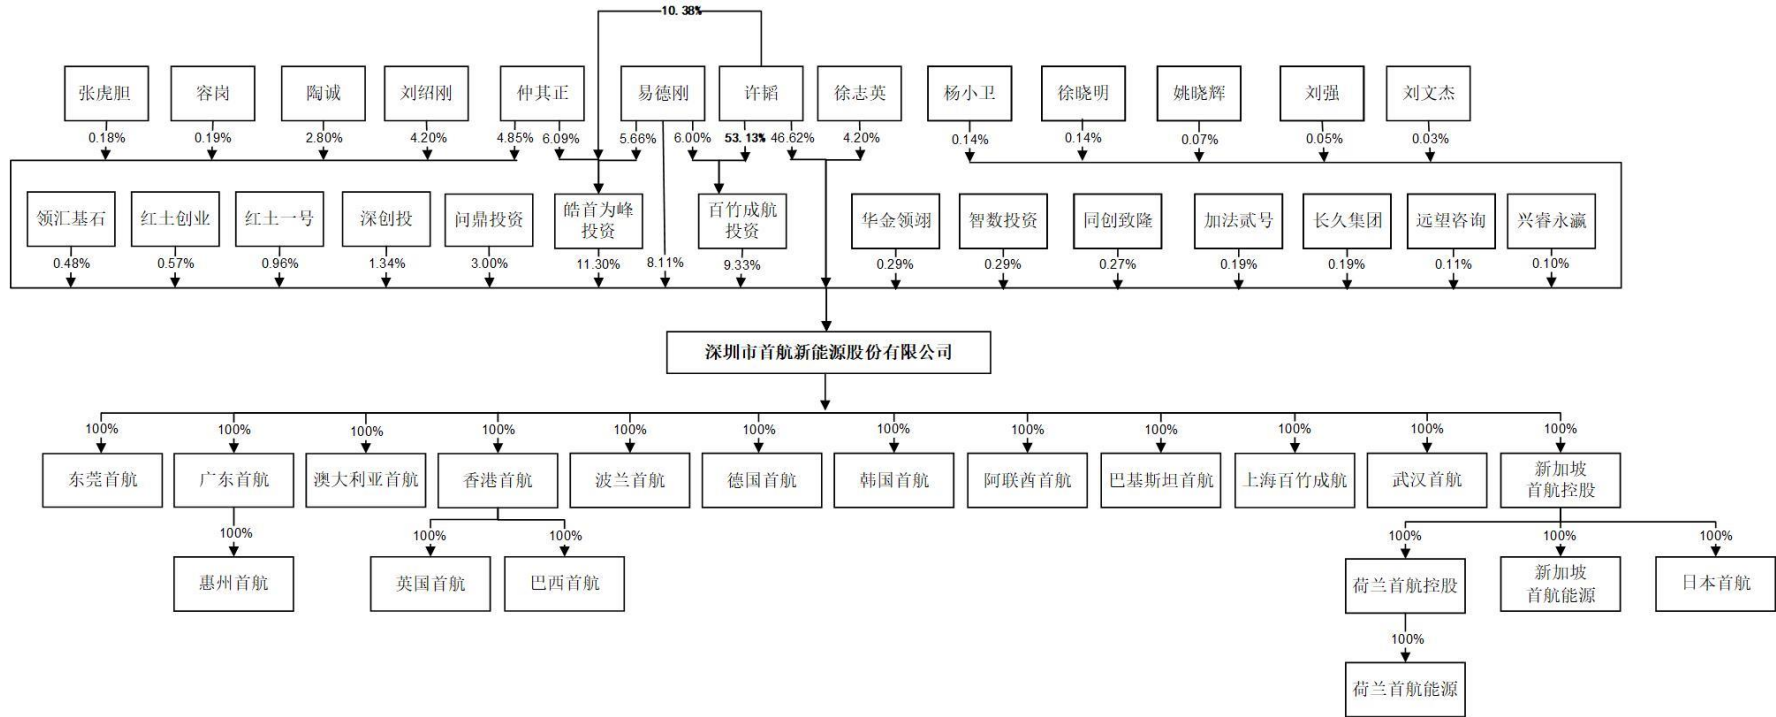 10.38%
张虎胆
容岗
陶诚
刘绍刚
仲其正
易德刚
许韬
徐志英
杨小卫
徐晓明
姚晓辉
刘强
刘文杰
0.18%
0.19%
2.80%
4.20%
4.85%
6.09%
5.66%
6.00%
53.13%
46.62%
4.20%
0.14%
0.14%
0.07%
0.05%
0.03%
领汇基石
红土创业
红土一号
深创投
问鼎投资
皓首为峰
投资
百竹成航
投资
华金领翊
智数投资
同创致隆
加法贰号
长久集团
远望咨询
兴睿永瀛
0.48%
0.57%
0.96%
1.34%
3.00%
11.30%
8.11%
9.33%
0.29%
0.29%
0.27%
0.19%
0.19%
0.11%
0.10%
深圳市首航新能源股份有限公司
100%
100%
100%
100%
100%
100%
100%
100%
100%
100%
100%
100%
东莞首航
广东首航
澳大利亚首航
香港首航
波兰首航
德国首航
韩国首航
阿联酋首航
巴基斯坦首航
上海百竹成航
武汉首航
新加坡
首航控股
100%
100%
100%
100%
100%
100%
惠州首航
英国首航
巴西首航
荷兰首航控股
新加坡
首航能源
日本首航
100%
荷兰首航能源